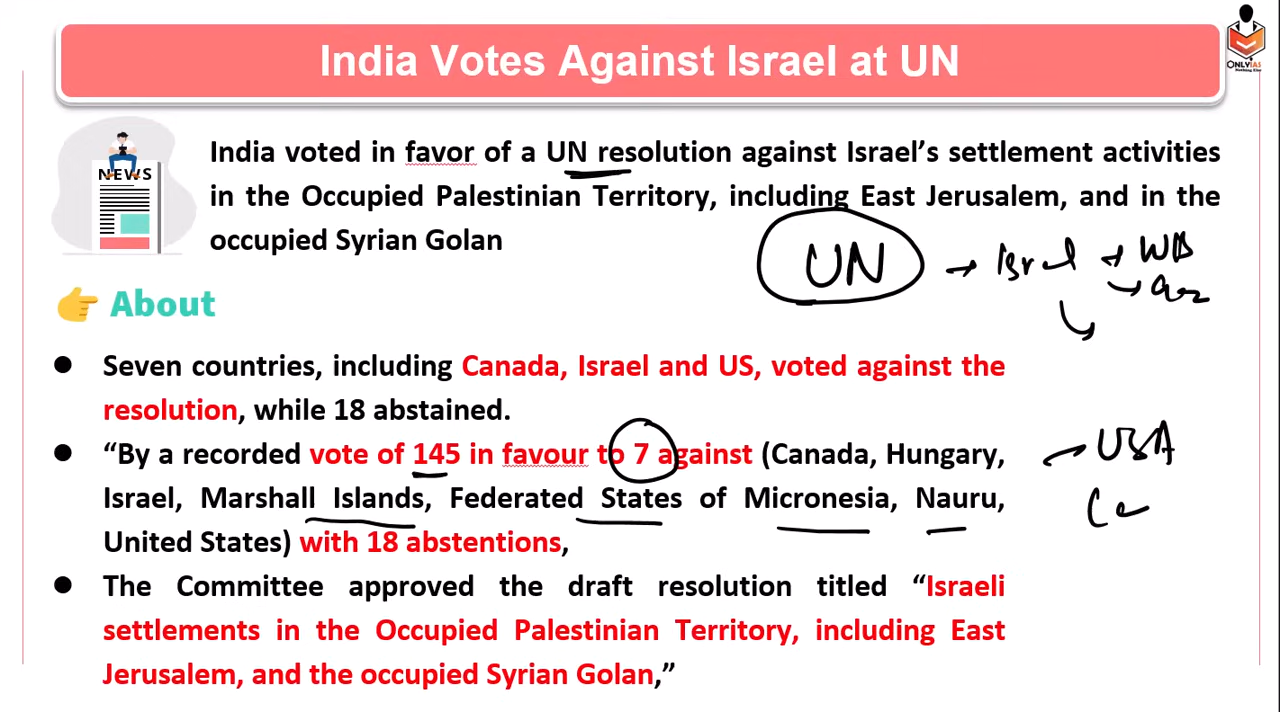 India Votes Against Israel at UN
ONLYIAS
Nothing Else
NEWS
India voted in favor of a UN resolution against Israel’s settlement activities
in the Occupied Palestinian Territory, including East Jerusalem, and in the
occupied Syrian Golan
UN → Isrel → WB
→
About
Seven countries, including Canada, Israel and US, voted against the
resolution, while 18 abstained.
“By a recorded vote of 145 in favour to 7 against (Canada, Hungary,
Israel, Marshall Islands, Federated States of Micronesia, Nauru,
United States) with 18 abstentions,
USA
Ca
The Committee approved the draft resolution titled “Israeli
settlements in the Occupied Palestinian Territory, including East
Jerusalem, and the occupied Syrian Golan,”